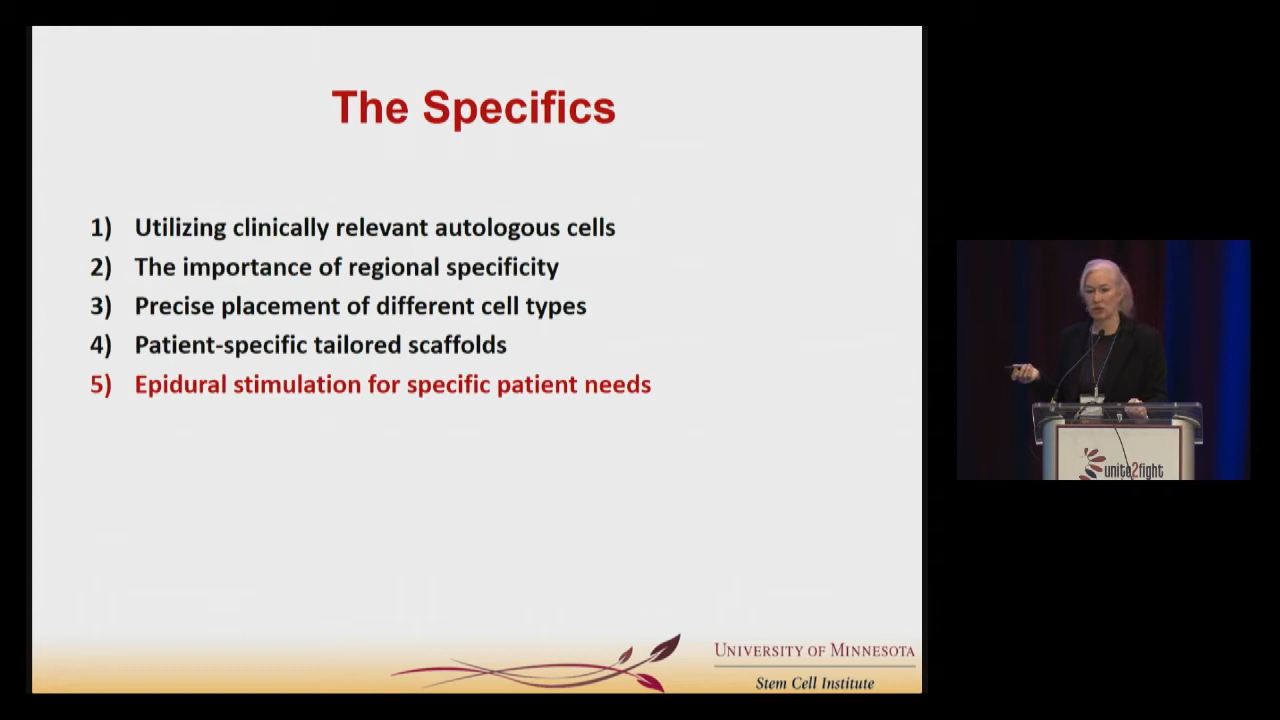 The Specifics
1) Utilizing clinically relevant autologous cells
2) The importance of regional specificity
3) Precise placement of different cell types
4) Patient-specific tailored scaffolds
5) Epidural stimulation for specific patient needs
UNIVERSITY OF MINNESOTA
Stem Cell Institute
unite2fight